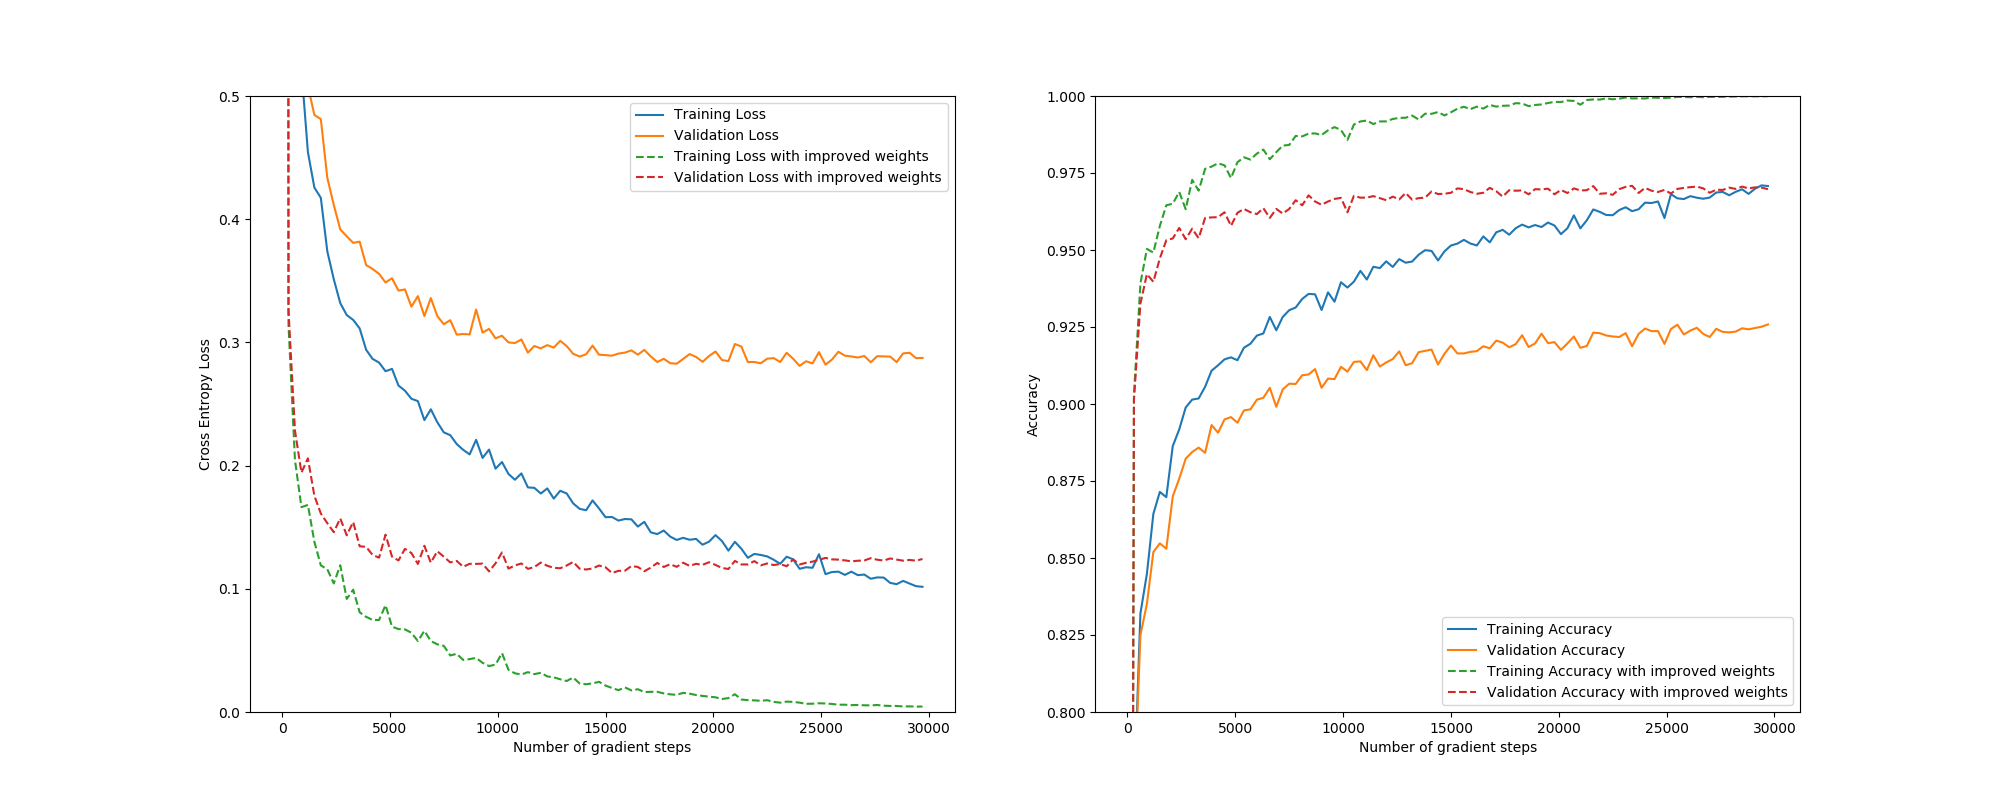 0.5
0.4
0.3
0.2
0.1
0.0
Cross Entropy Loss
0
5000
10000
15000
20000
25000
30000
Number of gradient steps
Training Loss
Validation Loss
Training Loss with improved weights
Validation Loss with improved weights
1.000
0.975
0.950
0.925
0.900
0.875
0.850
0.825
0.800
Accuracy
0
5000
10000
15000
20000
25000
30000
Number of gradient steps
Training Accuracy
Validation Accuracy
Training Accuracy with improved weights
Validation Accuracy with improved weights